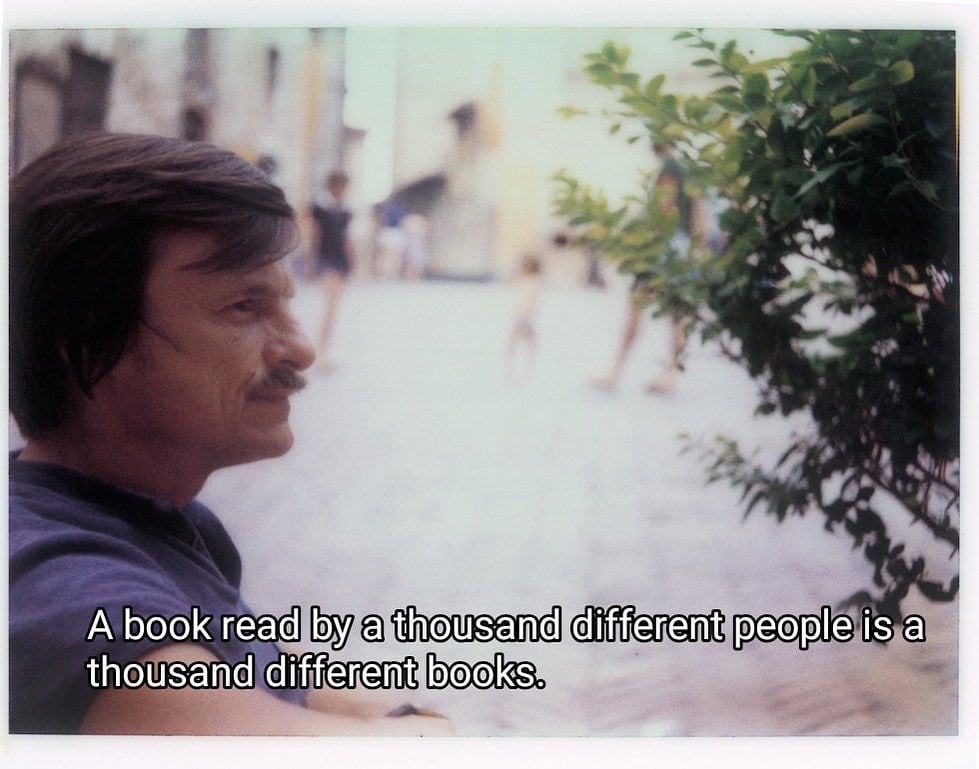 A book read by a thousand different people is a
thousand different books.